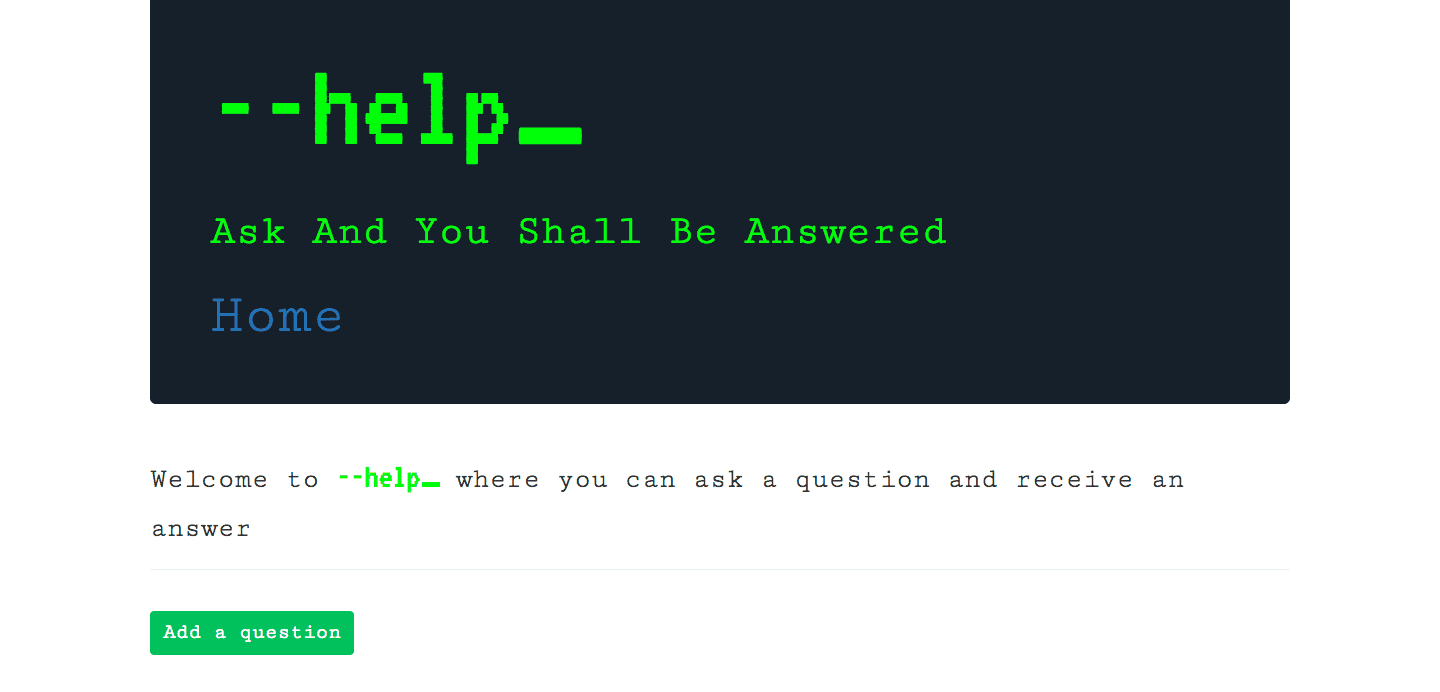 --help_
Ask And You Shall Be Answered
Home
Welcome to --help_ where you can ask a question and receive an
answer
Add a question